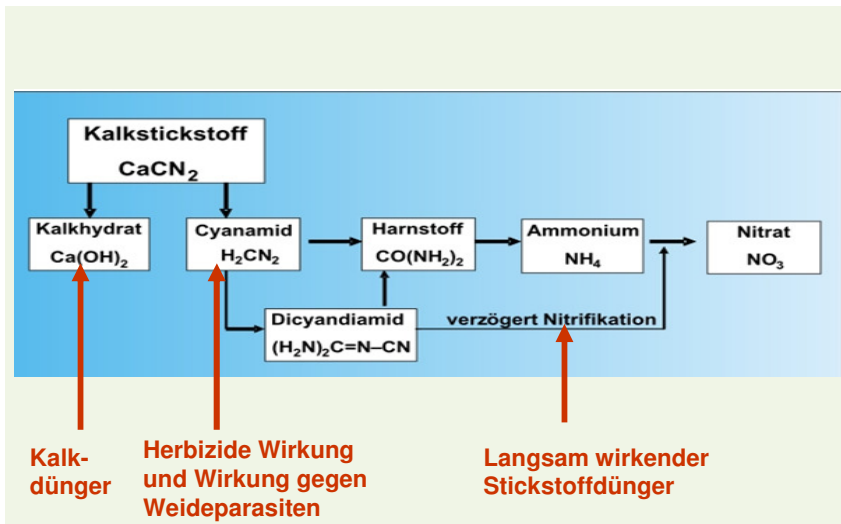 Kalkstickstoff
CaCN₂
Kalkhydrat
Ca(OH)₂
Cyanamid
H₂CN₂
Harnstoff
CO(NH₂)₂
Ammonium
NH₄
Nitrat
NO₃
Dicyandiamid
(H₂N)₂C=N–CN
verzögert Nitrifikation
Kalk-
dünger
Herbizide Wirkung
und Wirkung gegen
Weideparasiten
Langsam wirkender
Stickstoffdünger